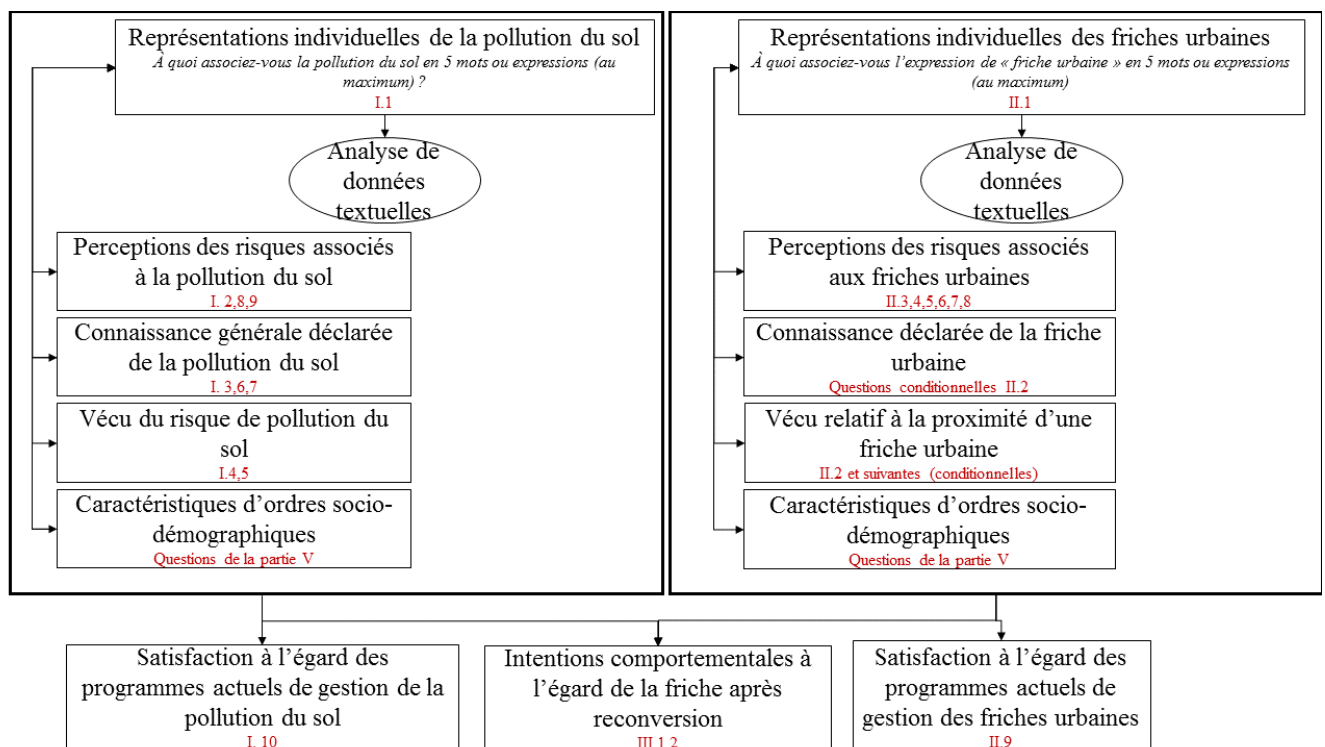 Représentations individuelles de la pollution du sol
À quoi associez-vous la pollution du sol en 5 mots ou expressions (au
maximum) ?
I.1
Analyse de
données
textuelles
Perceptions des risques associés
à la pollution du sol
I. 2,8,9
Connaissance générale déclarée
de la pollution du sol
I. 3,6,7
Vécu du risque de pollution du
sol
I.4,5
Caractéristiques d’ordres socio-
démographiques
Questions de la partie V
Représentations individuelles des friches urbaines
À quoi associez-vous l’expression de « friche urbaine » en 5 mots ou expressions
(au maximum)
II.1
Analyse de
données
textuelles
Perceptions des risques associés
aux friches urbaines
II.3,4,5,6,7,8
Connaissance déclarée de la friche
urbaine
Questions conditionnelles II.2
Vécu relatif à la proximité d’une
friche urbaine
II.2 et suivantes (conditionnelles)
Caractéristiques d’ordres socio-
démographiques
Questions de la partie V
Satisfaction à l’égard des
programmes actuels de gestion de la
pollution du sol
I. 10
Intentions comportementales à
l’égard de la friche après
reconversion
III.1,2
Satisfaction à l’égard des
programmes actuels de
gestion des friches urbaines
II.9